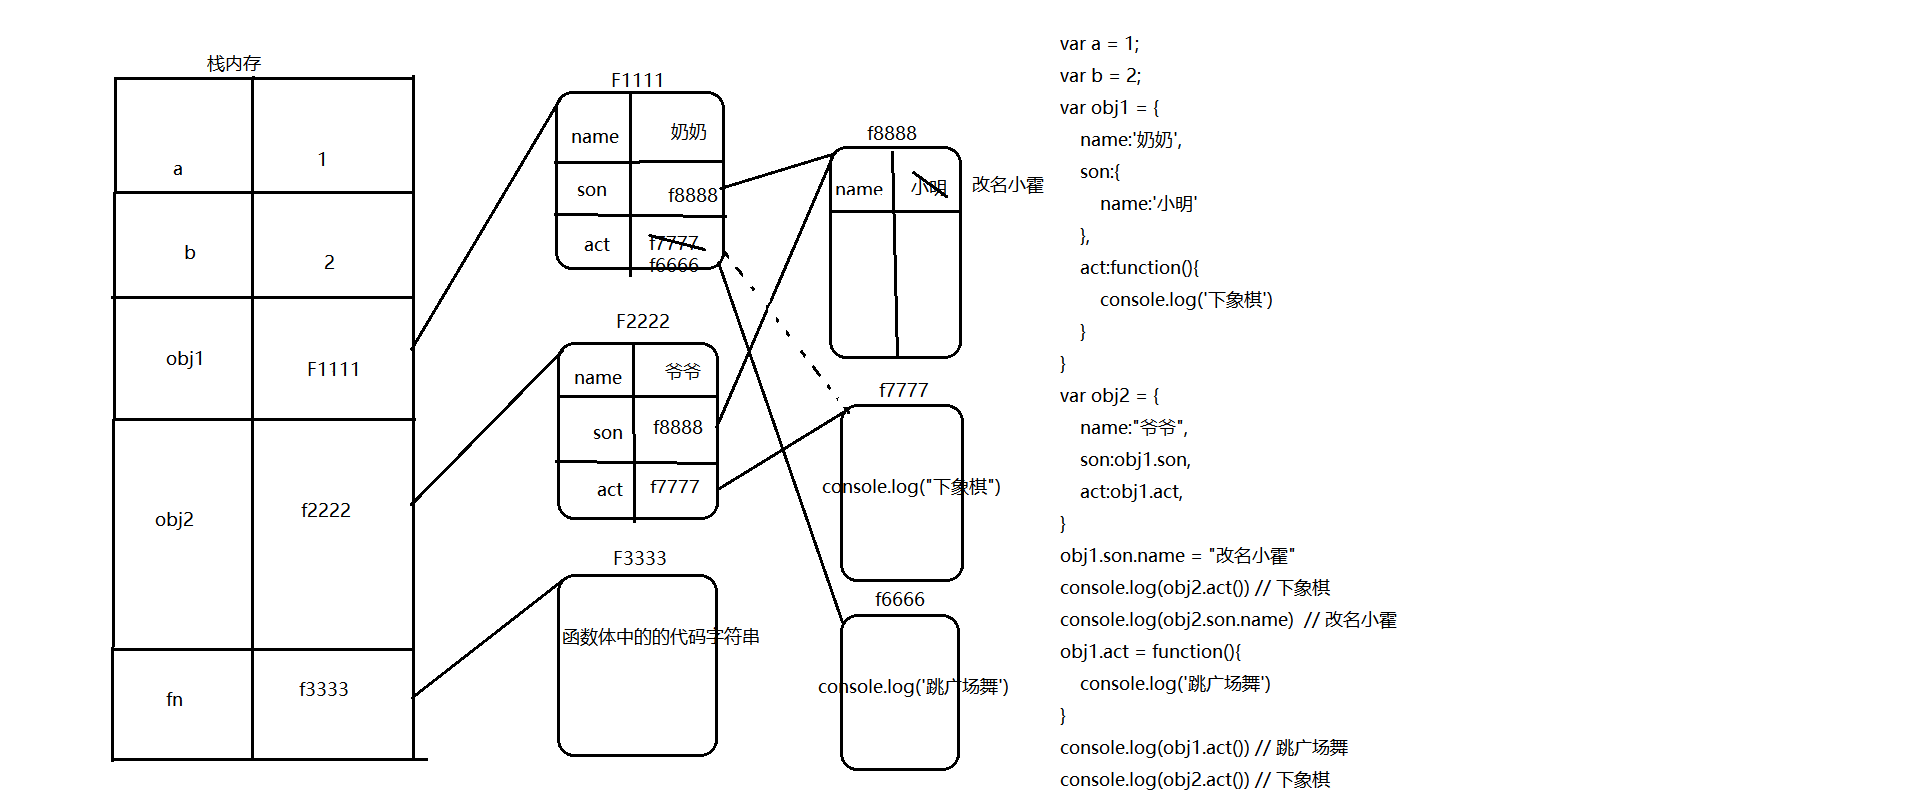 栈内存
a
1
b
2
obj1
F1111
obj2
f2222
fn
f3333
F1111
name
奶奶
son
f8888
act
f7777
f6666
F2222
name
爷爷
son
f8888
act
f7777
F3333
函数体中的的代码字符串
f8888
name
小明
改名小霍
f7777
console.log("下象棋")
f6666
console.log('跳广场舞')
var a = 1;
var b = 2;
var obj1 = {
name:'奶奶',
son:{
name:'小明'
},
act:function(){
console.log('下象棋')
}
}
var obj2 = {
name:"爷爷",
son:obj1.son,
act:obj1.act,
}
obj1.son.name = "改名小霍"
console.log(obj2.act()) // 下象棋
console.log(obj2.son.name)  // 改名小霍
obj1.act = function(){
console.log('跳广场舞')
}
console.log(obj1.act()) // 跳广场舞
console.log(obj2.act()) // 下象棋